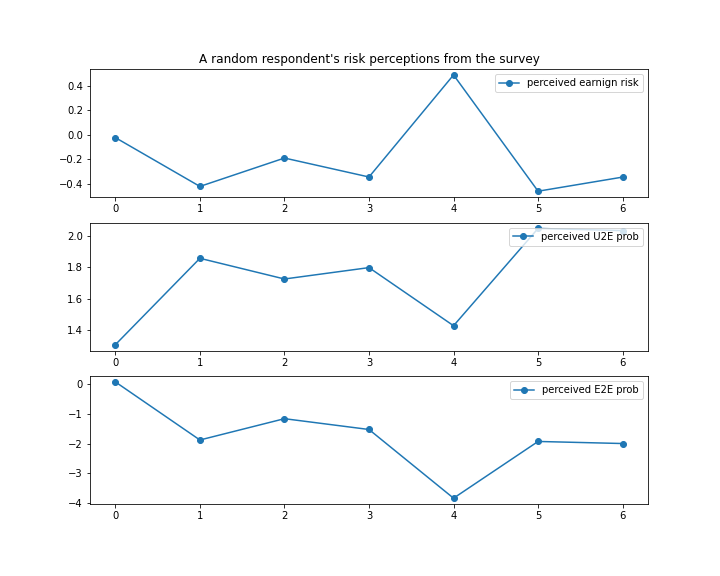 A random respondent's risk perceptions from the survey
perceived earnign risk
0.4
0.2
0.0
−0.2
−0.4
0 1 2 3 4 5 6
perceived U2E prob
2.0
1.8
1.6
1.4
0 1 2 3 4 5 6
perceived E2E prob
0
−1
−2
−3
−4
0 1 2 3 4 5 6